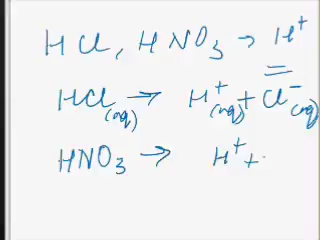 HCl, HNO₃ → H⁺
HCl(aq) → H⁺(aq) + Cl⁻(aq)
HNO₃ → H⁺ +